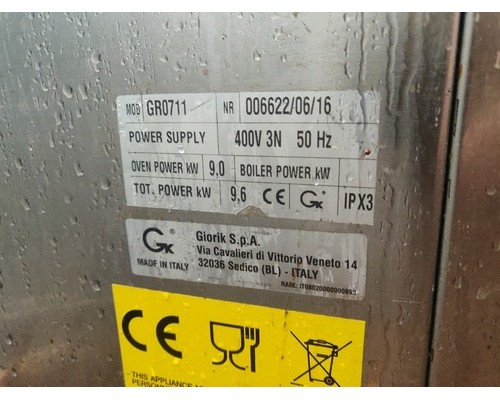 MOD GR0711 NR 006622/06/16
POWER SUPPLY 400V 3N 50 Hz
OVEN POWER kW 9,0 BOILER POWER kW
TOT. POWER kW 9,6 CE GK IPX3
GK ® Giorik S.p.A.
Via Cavalieri di Vittorio Veneto 14
MADE IN ITALY 32036 Sedico (BL) - ITALY
RAEE:
CE
THIS APPLIANCE